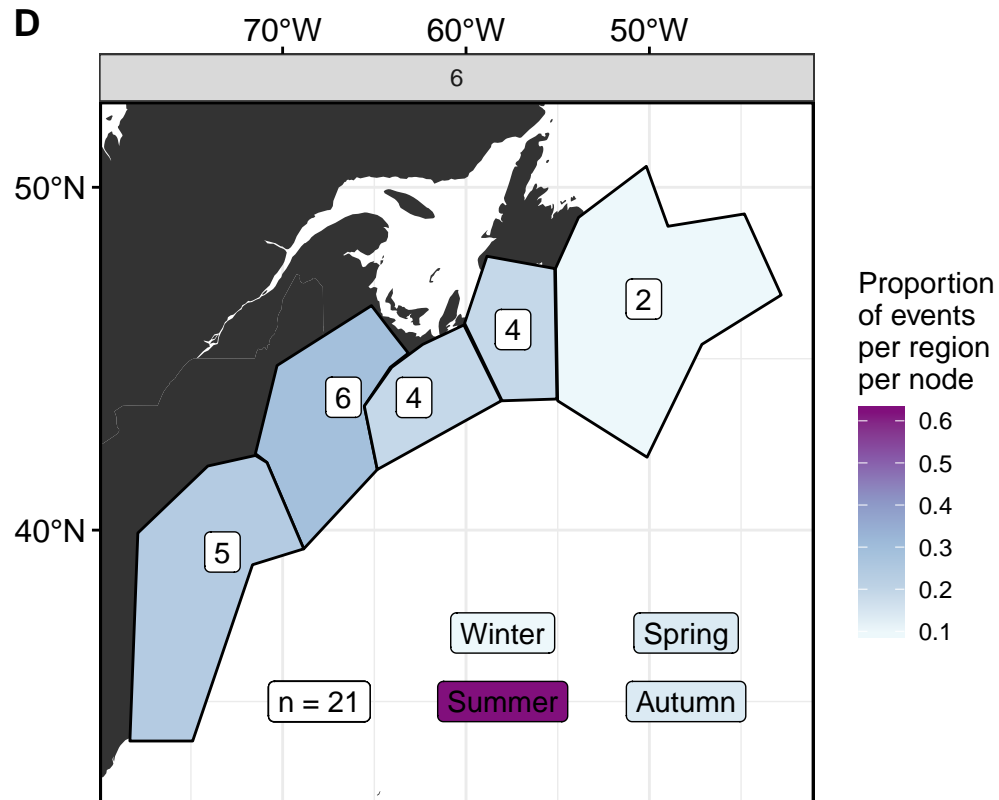 D
70°W 60°W 50°W
6
50°N
40°N
2
4
6
4
5
Winter Spring
n = 21 Summer Autumn
Proportion
of events
per region
per node
0.6
0.5
0.4
0.3
0.2
0.1